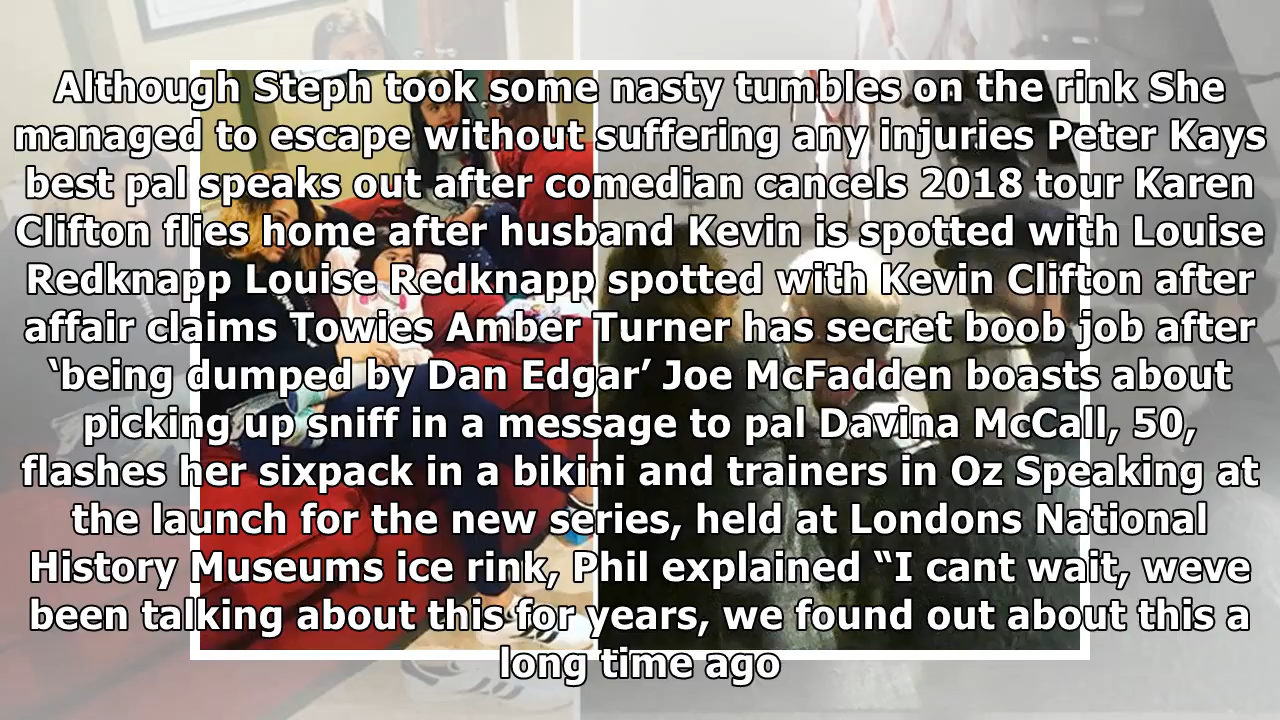 Although Steph took some nasty tumbles on the rink She
managed to escape without suffering any injuries Peter Kays
best pal speaks out after comedian cancels 2018 tour Karen
Clifton flies home after husband Kevin is spotted with Louise
Redknapp Louise Redknapp spotted with Kevin Clifton after
affair claims Towies Amber Turner has secret boob job after
‘being dumped by Dan Edgar’ Joe McFadden boasts about
picking up sniff in a message to pal Davina McCall, 50,
flashes her sixpack in a bikini and trainers in Oz Speaking at
the launch for the new series, held at Londons National
History Museums ice rink, Phil explained “I cant wait, weve
been talking about this for years, we found out about this a
long time ago